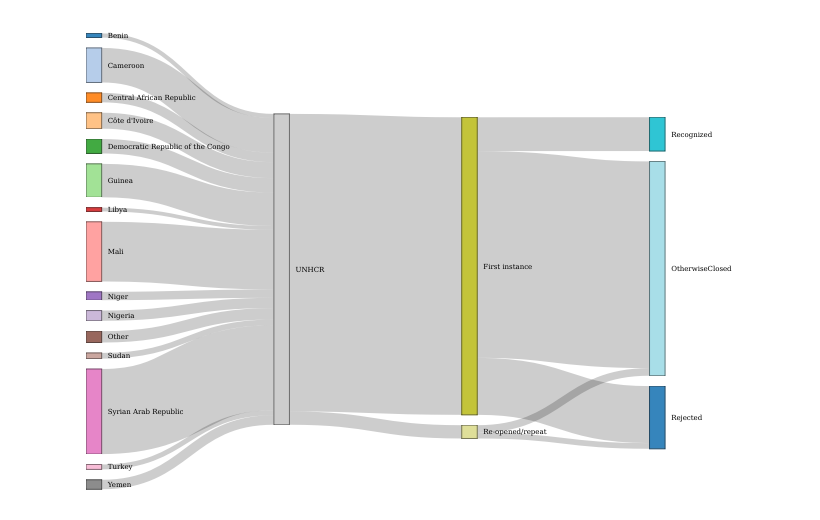 Benin
Cameroon
Central African Republic
Côte d'Ivoire
Democratic Republic of the Congo
Guinea
Libya
Mali
Niger
Nigeria
Other
Sudan
Syrian Arab Republic
Turkey
Yemen
UNHCR
First instance
Re-opened/repeat
Recognized
OtherwiseClosed
Rejected